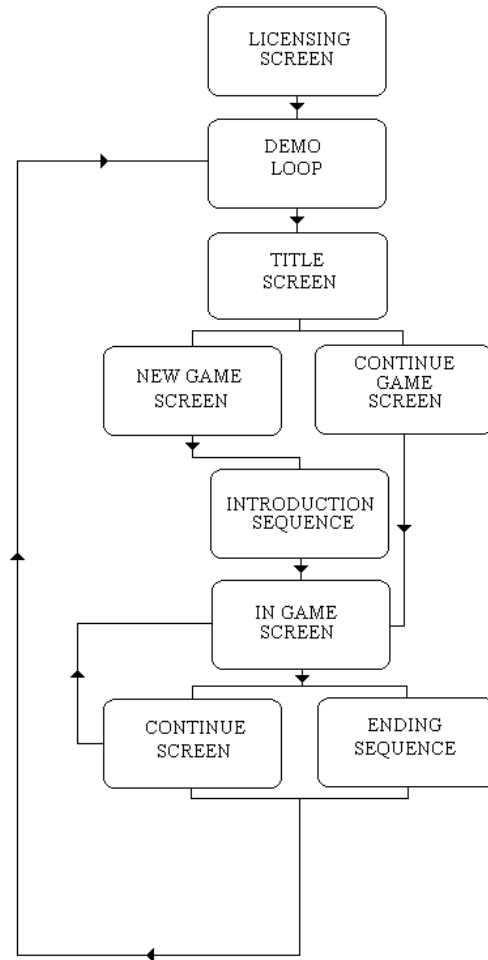 LICENSING
SCREEN
DEMO
LOOP
TITLE
SCREEN
NEW GAME
SCREEN
CONTINUE
GAME
SCREEN
INTRODUCTION
SEQUENCE
IN GAME
SCREEN
CONTINUE
SCREEN
ENDING
SEQUENCE